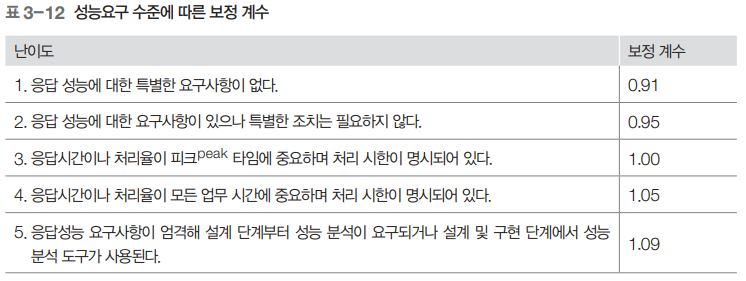 표 3-12 성능요구 수준에 따른 보정 계수
난이도 보정 계수
1. 응답 성능에 대한 특별한 요구사항이 없다. 0.91
2. 응답 성능에 대한 요구사항이 있으나 특별한 조치는 필요하지 않다. 0.95
3. 응답시간이나 처리율이 피크peak 타임에 중요하며 처리 시한이 명시되어 있다. 1.00
4. 응답시간이나 처리율이 모든 업무 시간에 중요하며 처리 시한이 명시되어 있다. 1.05
5. 응답성능 요구사항이 엄격해 설계 단계부터 성능 분석이 요구되거나 설계 및 구현 단계에서 성능
분석 도구가 사용된다. 1.09